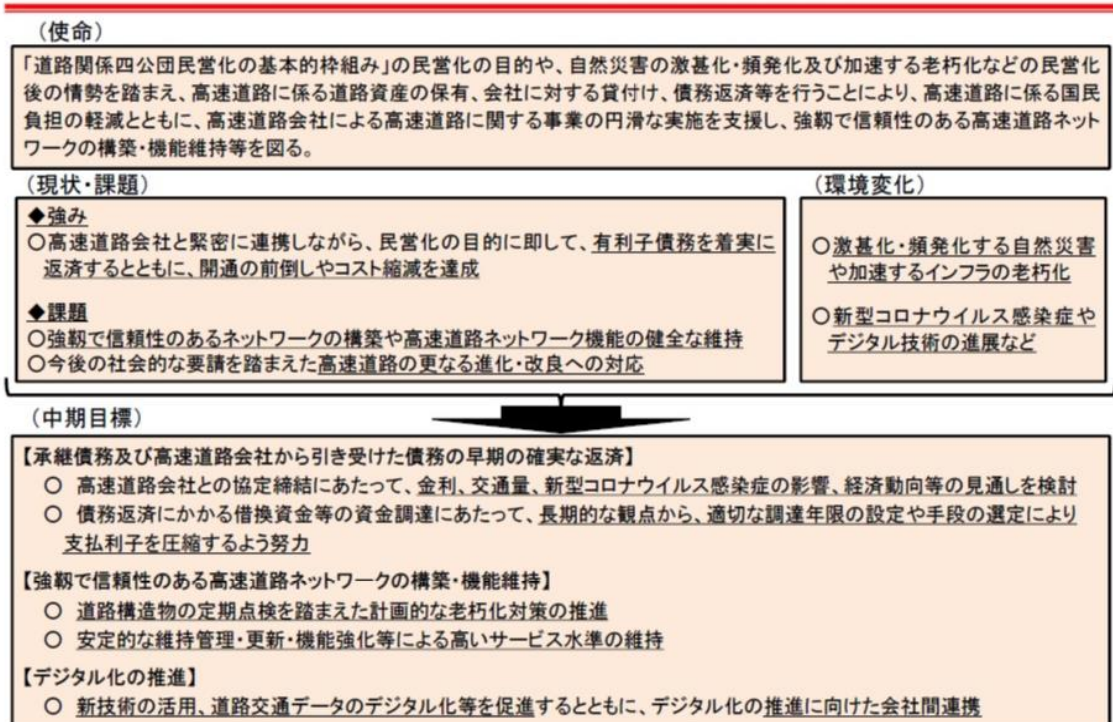 （使命）
「道路関係四公団民営化の基本的枠組み」の民営化の目的や、自然災害の激甚化・頻発化及び加速する老朽化などの民営化
後の情勢を踏まえ、高速道路に係る道路資産の保有、会社に対する貸付け、債務返済等を行うことにより、高速道路に係る国民
負担の軽減とともに、高速道路会社による高速道路に関する事業の円滑な実施を支援し、強靱で信頼性のある高速道路ネット
ワークの構築・機能維持等を図る。
（現状・課題）
◆強み
○高速道路会社と緊密に連携しながら、民営化の目的に即して、有利子債務を着実に
返済するとともに、開通の前倒しやコスト縮減を達成
◆課題
○強靱で信頼性のあるネットワークの構築や高速道路ネットワーク機能の健全な維持
○今後の社会的な要請を踏まえた高速道路の更なる進化・改良への対応
（環境変化）
○激甚化・頻発化する自然災害
や加速するインフラの老朽化
○新型コロナウイルス感染症や
デジタル技術の進展など
（中期目標）
【承継債務及び高速道路会社から引き受けた債務の早期の確実な返済】
○ 高速道路会社との協定締結にあたって、金利、交通量、新型コロナウイルス感染症の影響、経済動向等の見通しを検討
○ 債務返済にかかる借換資金等の資金調達にあたって、長期的な観点から、適切な調達年限の設定や手段の選定により
支払利子を圧縮するよう努力
【強靱で信頼性のある高速道路ネットワークの構築・機能維持】
○ 道路構造物の定期点検を踏まえた計画的な老朽化対策の推進
○ 安定的な維持管理・更新・機能強化等による高いサービス水準の維持
【デジタル化の推進】
○ 新技術の活用、道路交通データのデジタル化等を促進するとともに、デジタル化の推進に向けた会社間連携